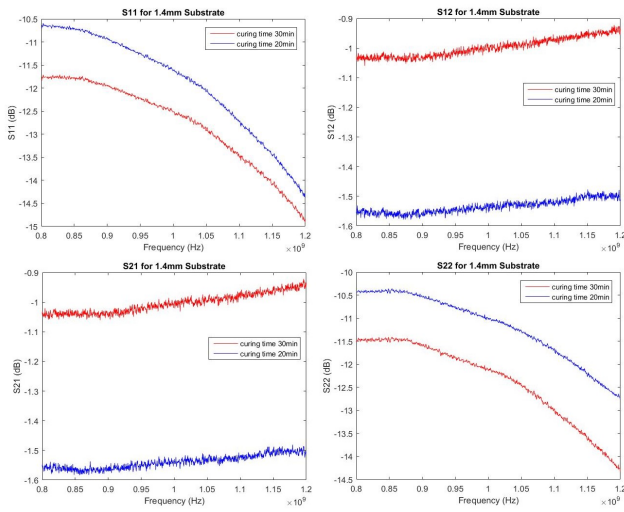 S11 for 1.4mm Substrate
-10.5
-11
-11.5
-12
-12.5
-13
-13.5
-14
-14.5
-15
S11 (dB)
curing time 30min
curing time 20min
0.8 0.85 0.9 0.95 1 1.05 1.1 1.15 1.2
Frequency (Hz)
×10⁹
S12 for 1.4mm Substrate
-0.9
-1
-1.1
-1.2
-1.3
-1.4
-1.5
-1.6
S12 (dB)
curing time 30min
curing time 20min
0.8 0.85 0.9 0.95 1 1.05 1.1 1.15 1.2
Frequency (Hz)
×10⁹
S21 for 1.4mm Substrate
-0.9
-1
-1.1
-1.2
-1.3
-1.4
-1.5
-1.6
S21 (dB)
curing time 30min
curing time 20min
0.8 0.85 0.9 0.95 1 1.05 1.1 1.15 1.2
Frequency (Hz)
×10⁹
S22 for 1.4mm Substrate
-10
-10.5
-11
-11.5
-12
-12.5
-13
-13.5
-14
-14.5
S22 (dB)
curing time 30min
curing time 20min
0.8 0.85 0.9 0.95 1 1.05 1.1 1.15 1.2
Frequency (Hz)
×10⁹